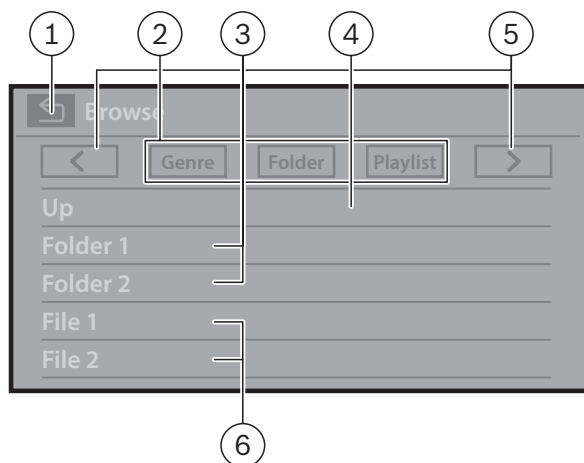 1 2 3 4 5
Browse
< Genre Folder Playlist >
Up
Folder 1
Folder 2
File 1
File 2
6